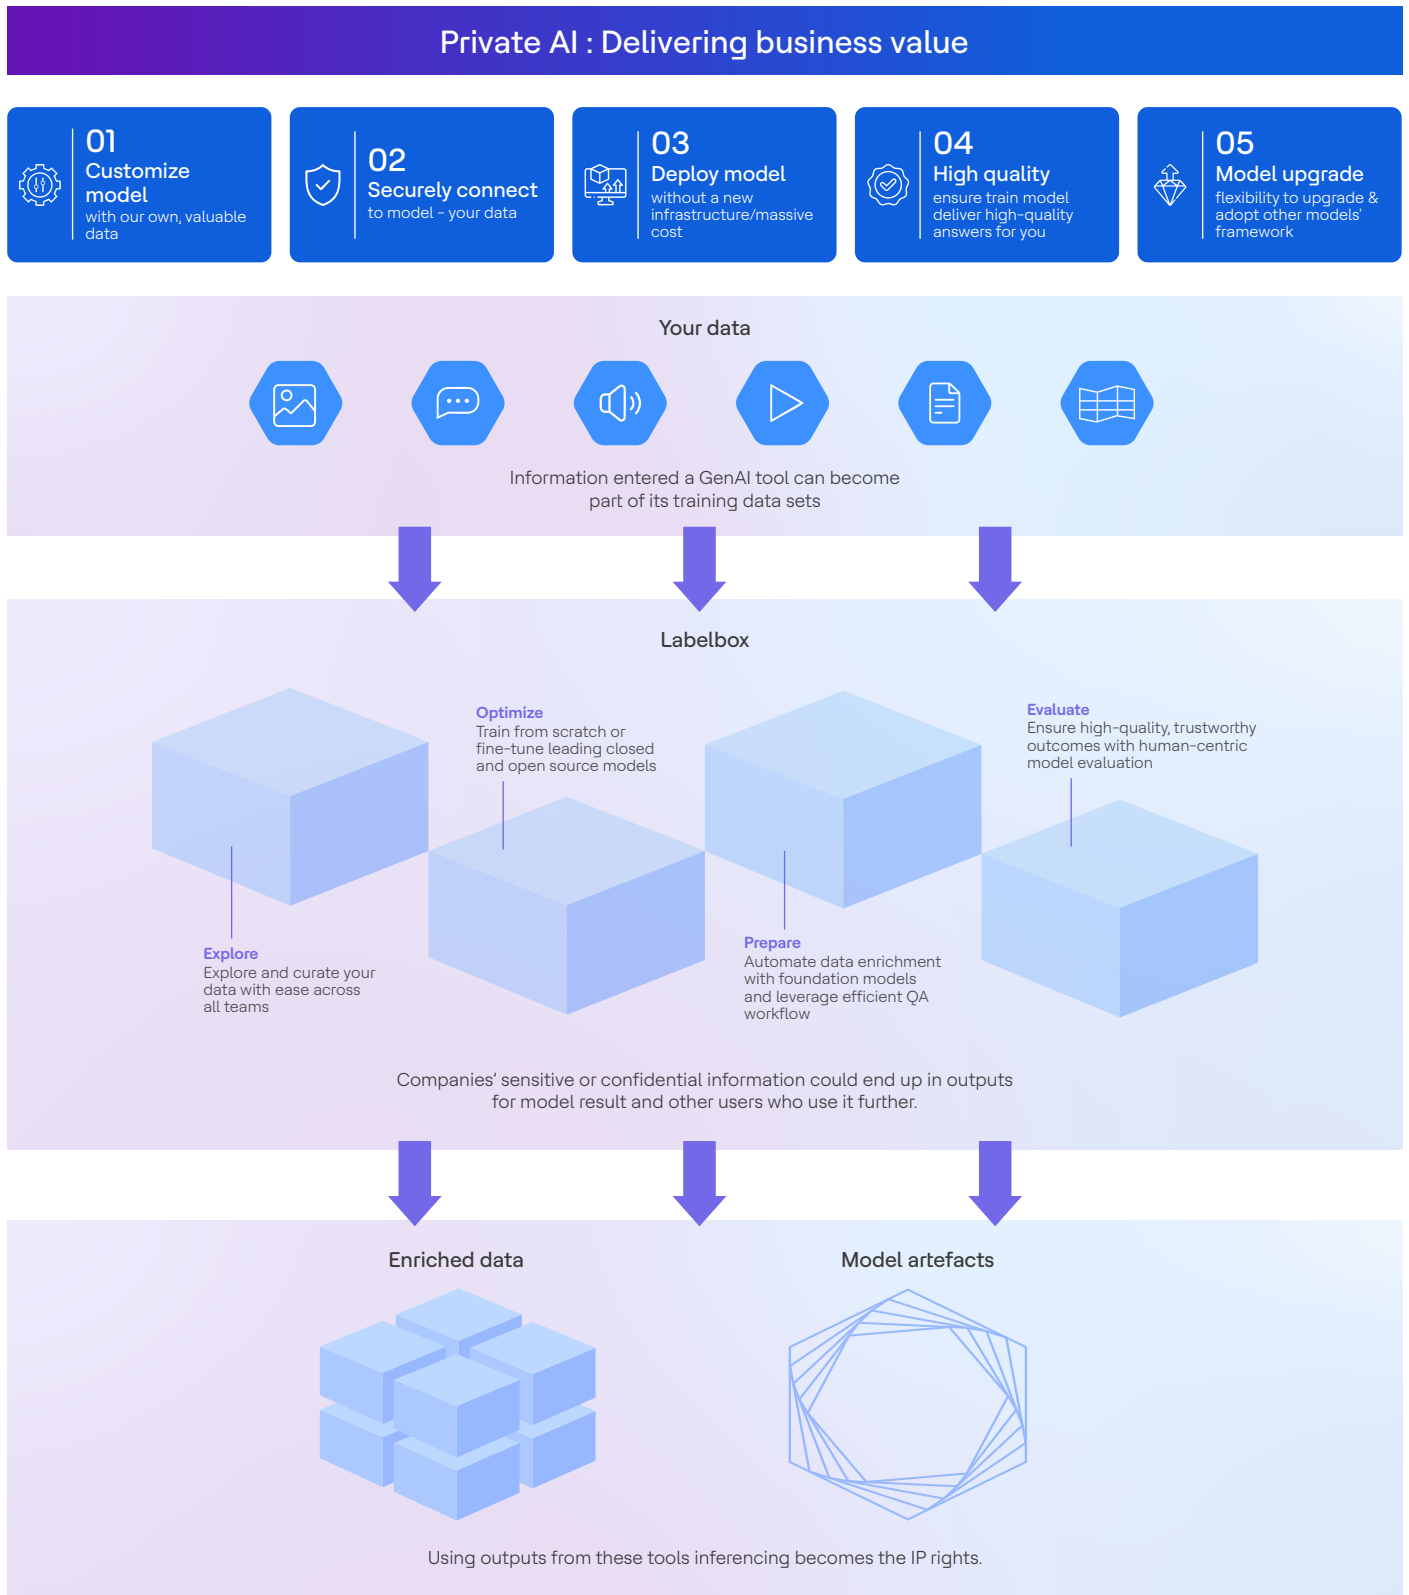 Private AI : Delivering business value
01
Customize
model
with our own, valuable
data
02
Securely connect
to model - your data
03
Deploy model
without a new
infrastructure/massive
cost
04
High quality
ensure train model
deliver high-quality
answers for you
05
Model upgrade
flexibility to upgrade &
adopt other models'
framework
Your data
Information entered a GenAI tool can become
part of its training data sets
Labelbox
Optimize
Train from scratch or
fine-tune leading closed
and open source models
Evaluate
Ensure high-quality, trustworthy
outcomes with human-centric
model evaluation
Explore
Explore and curate your
data with ease across
all teams
Prepare
Automate data enrichment
with foundation models
and leverage efficient QA
workflow
Companies' sensitive or confidential information could end up in outputs
for model result and other users who use it further.
Enriched data
Model artefacts
Using outputs from these tools inferencing becomes the IP rights.